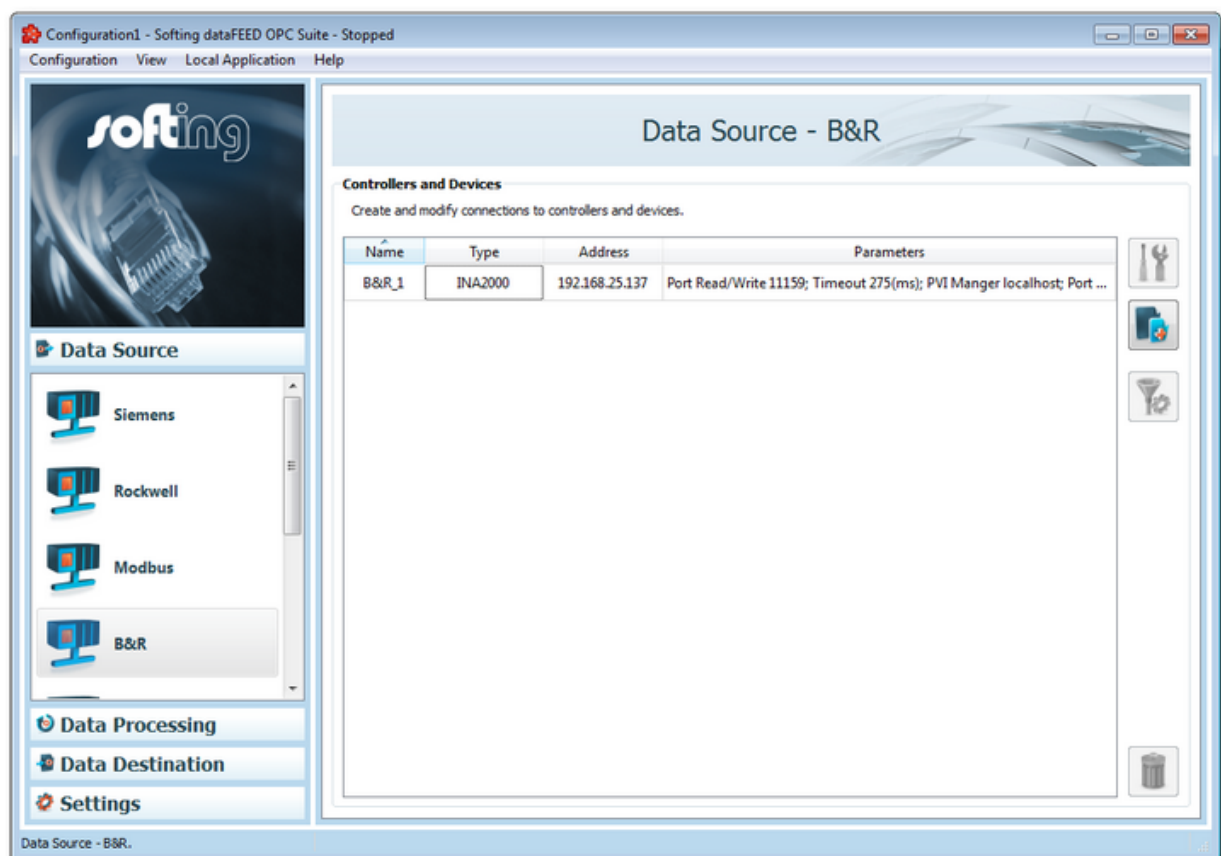 Configuration1 - Softing dataFEED OPC Suite - Stopped
Configuration View Local Application Help
softing
Data Source - B&R
Controllers and Devices
Create and modify connections to controllers and devices.
Name Type Address Parameters
B&R_1 INA2000 192.168.25.137 Port Read/Write 11159; Timeout 275(ms); PVI Manger localhost; Port ...
Data Source
Siemens
Rockwell
Modbus
B&R
Data Processing
Data Destination
Settings
Data Source - B&R.